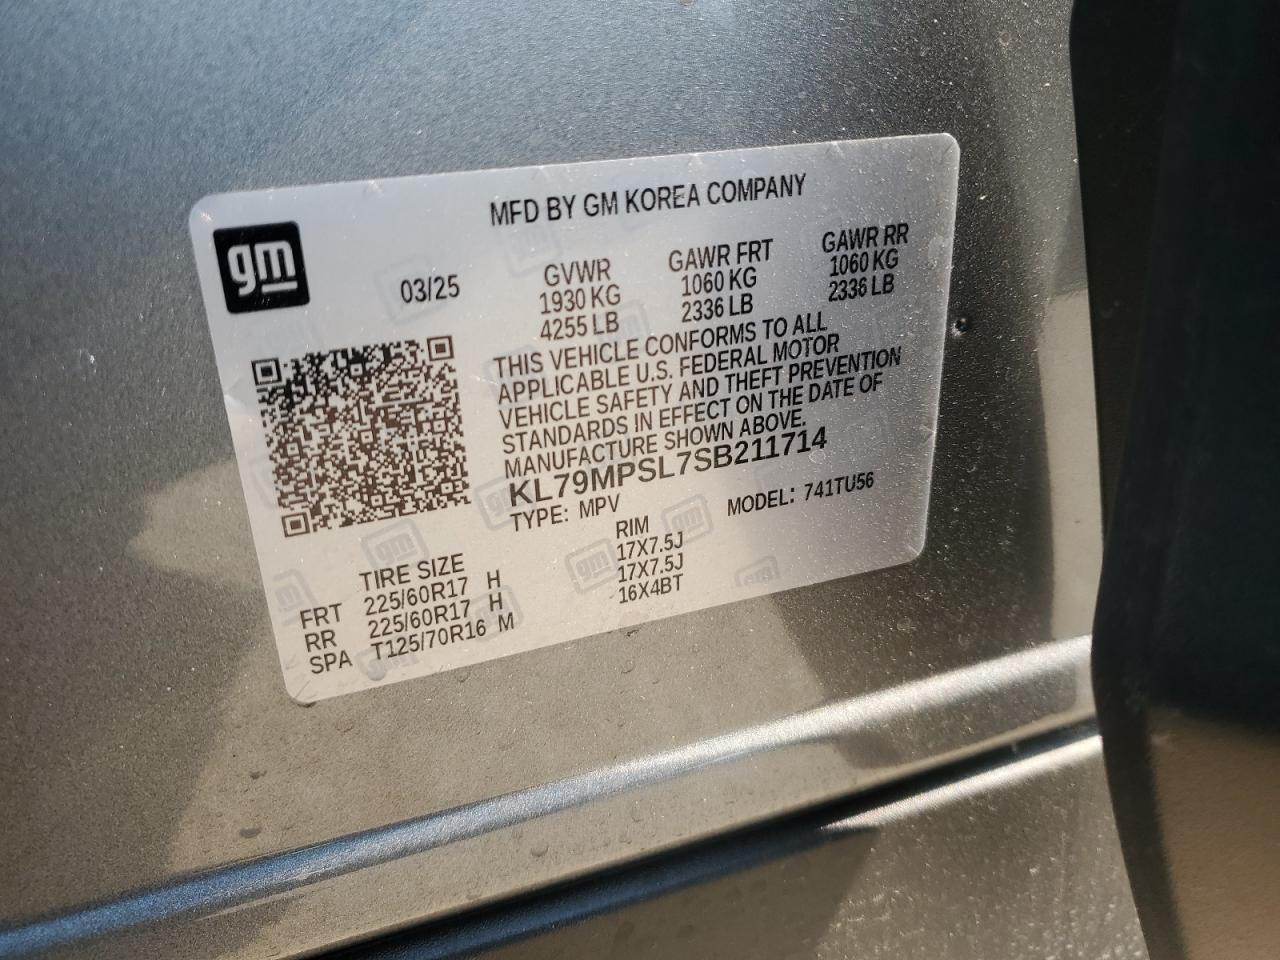 MFD BY GM KOREA COMPANY
gm
03/25
GVWR
1930 KG
4255 LB
GAWR FRT
1060 KG
2336 LB
GAWR RR
1060 KG
2336 LB
THIS VEHICLE CONFORMS TO ALL
APPLICABLE U.S. FEDERAL MOTOR
VEHICLE SAFETY AND THEFT PREVENTION
STANDARDS IN EFFECT ON THE DATE OF
MANUFACTURE SHOWN ABOVE.
KL79MPSL7SB211714
TYPE: MPV MODEL: 741TU56
TIRE SIZE RIM
FRT 225/60R17 H 17X7.5J
RR 225/60R17 H 17X7.5J
SPA T125/70R16 M 16X4BT